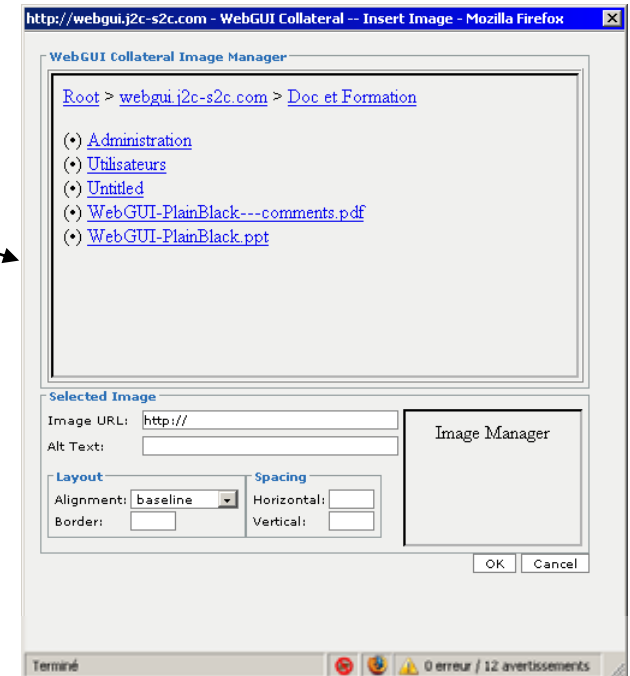 http://webgui.j2c-s2c.com - WebGUI Collateral -- Insert Image - Mozilla Firefox
WebGUI Collateral Image Manager
Root > webgui.j2c-s2c.com > Doc et Formation
(•) Administration
(•) Utilisateurs
(•) Untitled
(•) WebGUI-PlainBlack---comments.pdf
(•) WebGUI-PlainBlack.ppt
Selected Image
Image URL: http://
Alt Text:
Image Manager
Layout
Alignment: baseline
Border:
Spacing
Horizontal:
Vertical:
OK Cancel
Terminé 0 erreur / 12 avertissements